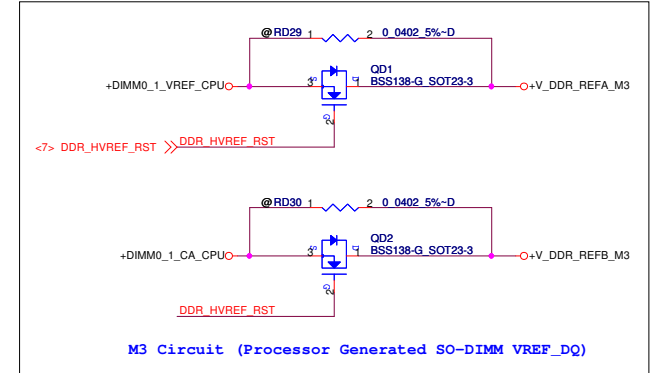 @RD29 1 2 0_0402_5%~D
QD1
+DIMM0_1_VREF_CPU 3 S D 1 BSS138-G_SOT23-3 +V_DDR_REFA_M3
G
2
<7> DDR_HVREF_RST DDR_HVREF_RST
@RD30 1 2 0_0402_5%~D
QD2
+DIMM0_1_CA_CPU 3 S D 1 BSS138-G_SOT23-3 +V_DDR_REFB_M3
G
2
DDR_HVREF_RST
M3 Circuit (Processor Generated SO-DIMM VREF_DQ)